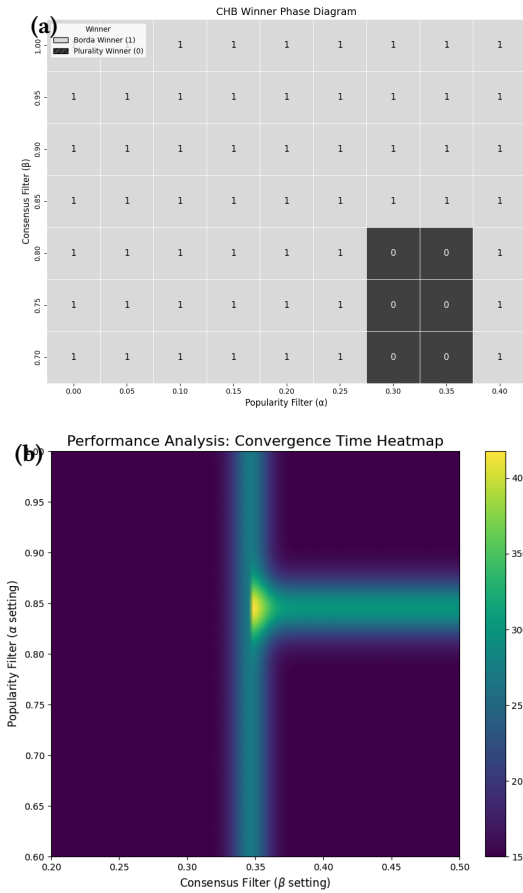 (a)
CHB Winner Phase Diagram
Winner
Borda Winner (1)
Plurality Winner (0)
Consensus Filter (β)
1.00 1 1 1 1 1 1 1
0.95 1 1 1 1 1 1 1 1 1
0.90 1 1 1 1 1 1 1 1 1
0.85 1 1 1 1 1 1 1 1 1
0.80 1 1 1 1 1 1 0 0 1
0.75 1 1 1 1 1 1 0 0 1
0.70 1 1 1 1 1 1 0 0 1
0.00 0.05 0.10 0.15 0.20 0.25 0.30 0.35 0.40
Popularity Filter (α)
(b)
Performance Analysis: Convergence Time Heatmap
Popularity Filter (α setting)
0.95
0.90
0.85
0.80
0.75
0.70
0.65
0.60
0.20 0.25 0.30 0.35 0.40 0.45 0.50
Consensus Filter (β setting)
40
35
30
25
20
15